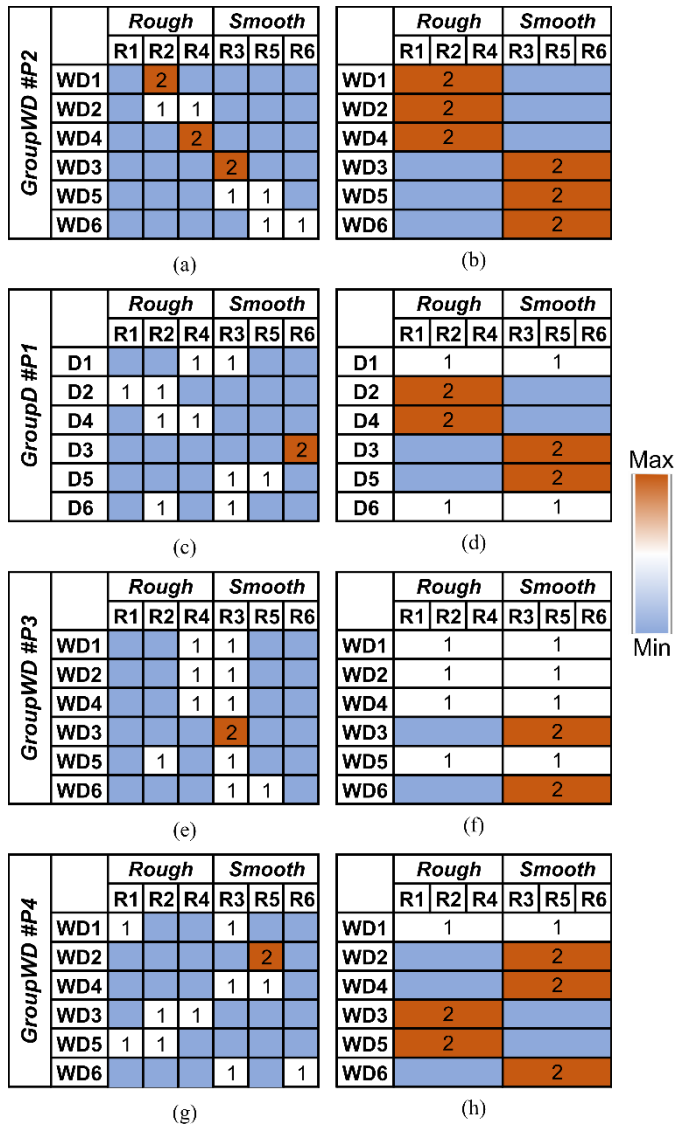 GroupWD #P2
Rough Smooth Rough Smooth
R1 R2 R4 R3 R5 R6 R1 R2 R4 R3 R5 R6
WD1 2 WD1 2
WD2 1 1 WD2 2
WD4 2 WD4 2
WD3 2 WD3 2
WD5 1 1 WD5 2
WD6 1 1 WD6 2
(a) (b)
GroupD #P1
Rough Smooth Rough Smooth
R1 R2 R4 R3 R5 R6 R1 R2 R4 R3 R5 R6
D1 1 1 D1 1 1
D2 1 1 D2 2
D4 1 1 D4 2
D3 2 D3 2
D5 1 1 D5 2
D6 1 1 D6 1 1
(c) (d)
Max
Min
GroupWD #P3
Rough Smooth Rough Smooth
R1 R2 R4 R3 R5 R6 R1 R2 R4 R3 R5 R6
WD1 1 1 WD1 1 1
WD2 1 1 WD2 1 1
WD4 1 1 WD4 1 1
WD3 2 WD3 2
WD5 1 1 WD5 1 1
WD6 1 1 WD6 2
(e) (f)
GroupWD #P4
Rough Smooth Rough Smooth
R1 R2 R4 R3 R5 R6 R1 R2 R4 R3 R5 R6
WD1 1 1 WD1 1 1
WD2 2 WD2 2
WD4 1 1 WD4 2
WD3 1 1 WD3 2
WD5 1 1 WD5 2
WD6 1 1 WD6 2
(g) (h)